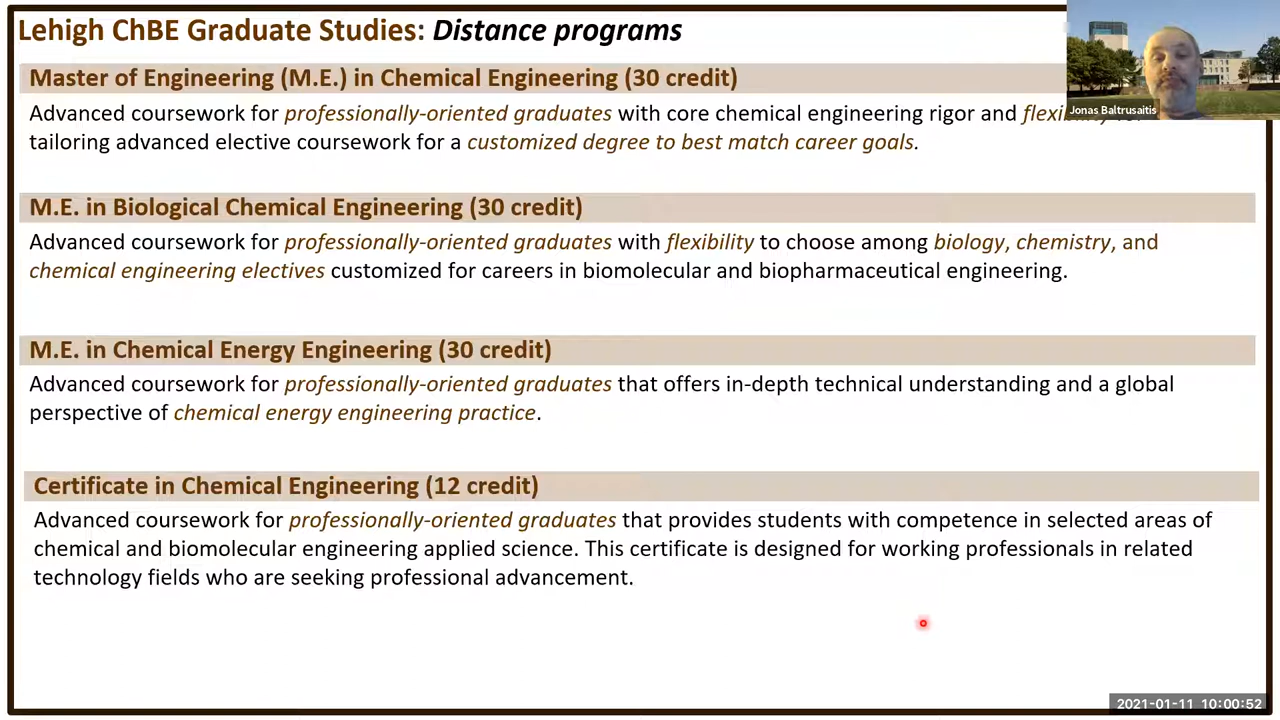 Lehigh ChBE Graduate Studies: Distance programs
Master of Engineering (M.E.) in Chemical Engineering (30 credit)
Jonas Baltrusaitis
Advanced coursework for professionally-oriented graduates with core chemical engineering rigor and
tailoring advanced elective coursework for a customized degree to best match career goals.
M.E. in Biological Chemical Engineering (30 credit)
Advanced coursework for professionally-oriented graduates with flexibility to choose among biology, chemistry, and
chemical engineering electives customized for careers in biomolecular and biopharmaceutical engineering.
M.E. in Chemical Energy Engineering (30 credit)
Advanced coursework for professionally-oriented graduates that offers in-depth technical understanding and a global
perspective of chemical energy engineering practice.
Certificate in Chemical Engineering (12 credit)
Advanced coursework for professionally-oriented graduates that provides students with competence in selected areas of
chemical and biomolecular engineering applied science. This certificate is designed for working professionals in related
technology fields who are seeking professional advancement.
2021-01-11 10:00:52